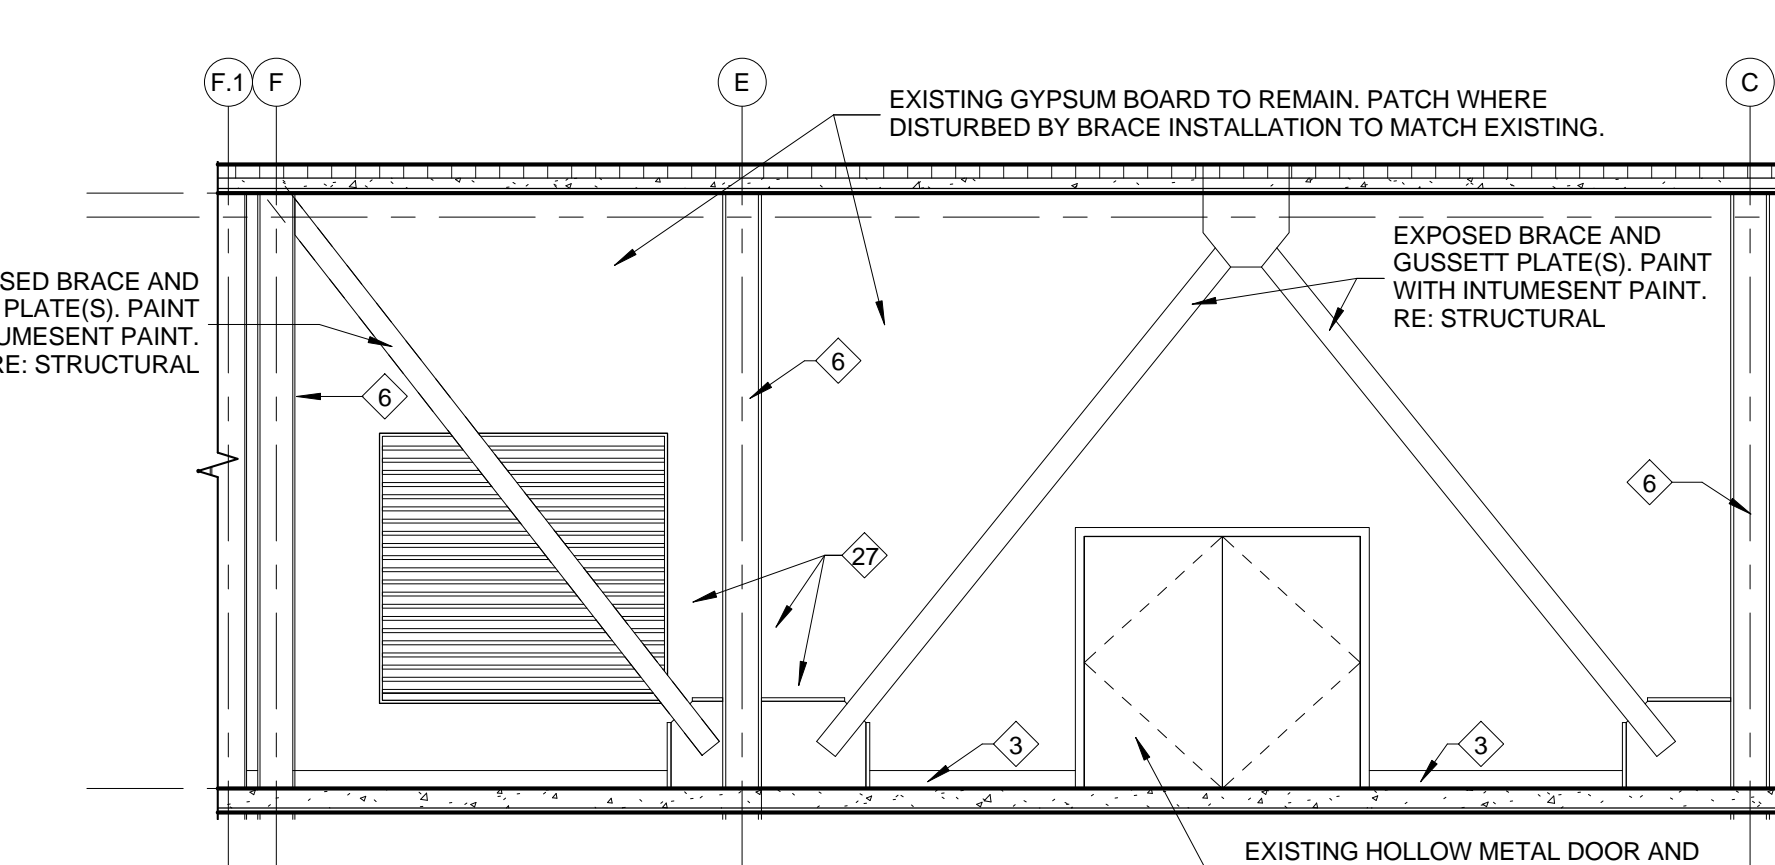 F.1
F
E
C
EXISTING GYPSUM BOARD TO REMAIN. PATCH WHERE
DISTURBED BY BRACE INSTALLATION TO MATCH EXISTING.
EXPOSED BRACE AND
GUSSETT PLATE(S). PAINT
WITH INTUMESENT PAINT.
RE: STRUCTURAL
BRACE AND
PLATE(S). PAINT
PAINT.
RE: STRUCTURAL
6
6
6
27
3
3
EXISTING HOLLOW METAL DOOR AND